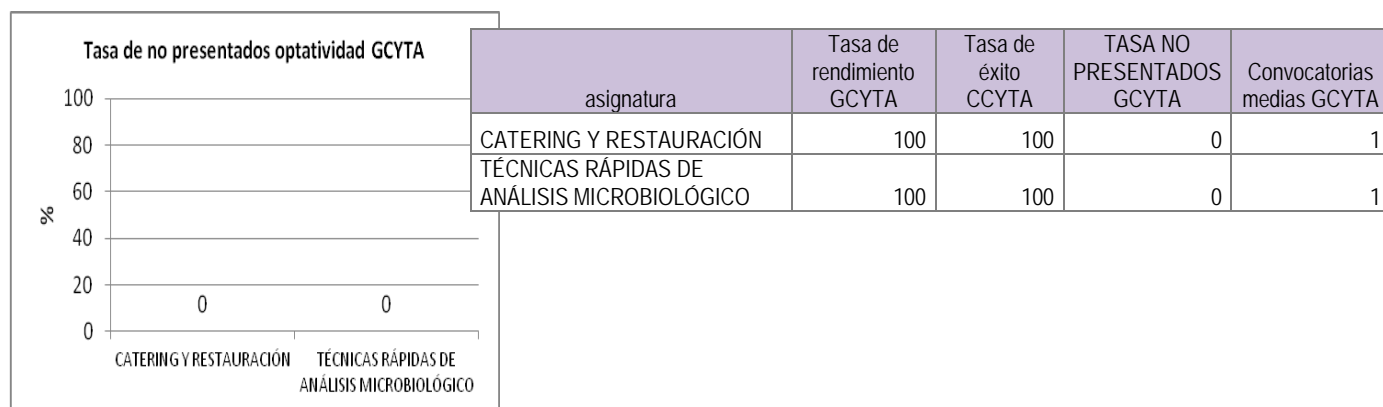 Tasa de no presentados optatividad GCYTA
100
80
60
40
20
0
%
0
0
CATERING Y RESTAURACIÓN
TÉCNICAS RÁPIDAS DE
ANÁLISIS MICROBIOLÓGICO
asignatura
Tasa de
rendimiento
GCYTA
Tasa de
éxito
CCYTA
TASA NO
PRESENTADOS
GCYTA
Convocatorias
medias GCYTA
CATERING Y RESTAURACIÓN 100 100 0 1
TÉCNICAS RÁPIDAS DE
ANÁLISIS MICROBIOLÓGICO 100 100 0 1